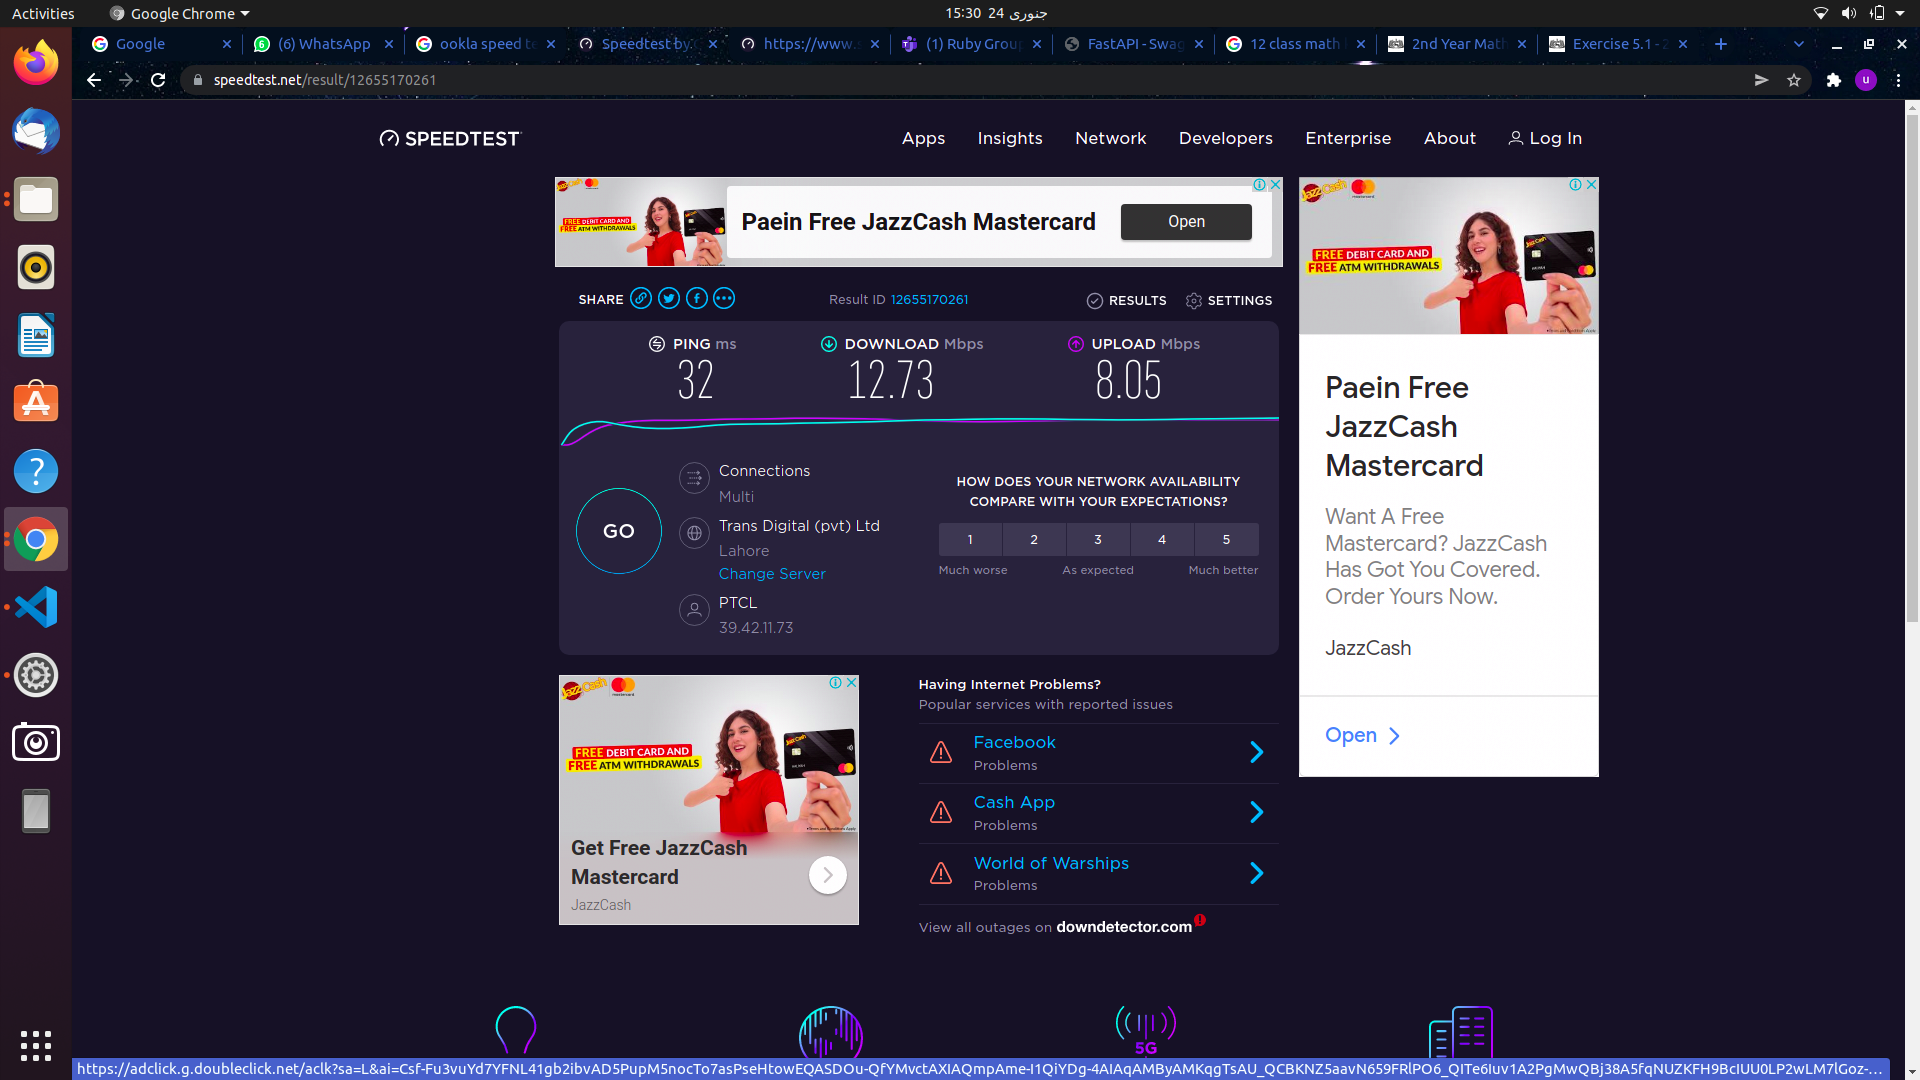 Activities
Google Chrome
15:30 24 جنوری
Google
(6) WhatsApp
ookla speed te
Speedtest by
https://www.s
(1) Ruby Group
FastAPI - Swag
12 class math
2nd Year Math
Exercise 5.1 - 2
speedtest.net/result/12655170261
u
SPEEDTEST
Apps
Insights
Network
Developers
Enterprise
About
Log In
JazzCash
FREE DEBIT CARD AND
FREE ATM WITHDRAWALS
Paein Free JazzCash Mastercard
Open
SHARE
Result ID 12655170261
RESULTS
SETTINGS
PING ms
32
DOWNLOAD Mbps
12.73
UPLOAD Mbps
8.05
GO
Connections
Multi
Trans Digital (pvt) Ltd
Lahore
Change Server
PTCL
39.42.11.73
HOW DOES YOUR NETWORK AVAILABILITY
COMPARE WITH YOUR EXPECTATIONS?
1 2 3 4 5
Much worse As expected Much better
JazzCash
mastercard
FREE DEBIT CARD AND
FREE ATM WITHDRAWALS
Paein Free
JazzCash
Mastercard
Want A Free
Mastercard? JazzCash
Has Got You Covered.
Order Yours Now.
JazzCash
Open
JazzCash
mastercard
FREE DEBIT CARD AND
FREE ATM WITHDRAWALS
Get Free JazzCash
Mastercard
JazzCash
Having Internet Problems?
Popular services with reported issues
Facebook
Problems
Cash App
Problems
World of Warships
Problems
View all outages on downdetector.com
5G
https://adclick.g.doubleclick.net/aclk?sa=L&ai=Csf-Fu3vuYd7YFNL41gb2ibvAD5PupM5nocTo7asPseHtowEQASDOu-QfYMvctAXIAQmpAme-I1QiYDg-4AIAqAMByAMKqgTsAU_QCBKNZ5aavN659FRlPO6_QITe6Iuv1A2PgMwQBj38A5fqNUZKFH9BcIUU0LP2wLM7lGoz-...